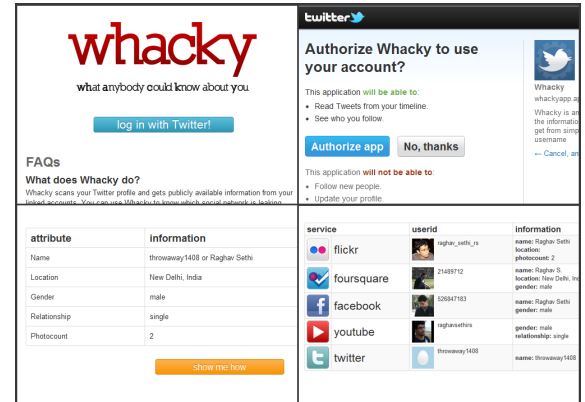 whacky
what anybody could know about you
log in with Twitter!
FAQs
What does Whacky do?
Whacky scans your Twitter profile and gets publicly available information from your
linked accounts. You can use Whacky to know which social network is leaking
twitter
Authorize Whacky to use
your account?
This application will be able to:
• Read Tweets from your timeline.
• See who you follow.
Authorize app
No, thanks
This application will not be able to:
• Follow new people.
• Update your profile.
Whacky
whackyapp.a
Whacky is an
the informatio
get from simp
username
← Cancel, an
attribute information
Name throwaway1408 or Raghav Sethi
Location New Delhi, India
Gender male
Relationship single
Photocount 2
show me how
service userid information
flickr raghav_sethi_rs name: Raghav Sethi
location:
photocount: 2
foursquare 21489712 name: Raghav S.
location: New Delhi, Ind
gender: male
facebook 526847183 name: Raghav Sethi
gender: male
youtube raghavsethirs gender: male
relationship: single
twitter throwaway1408 name: throwaway1408